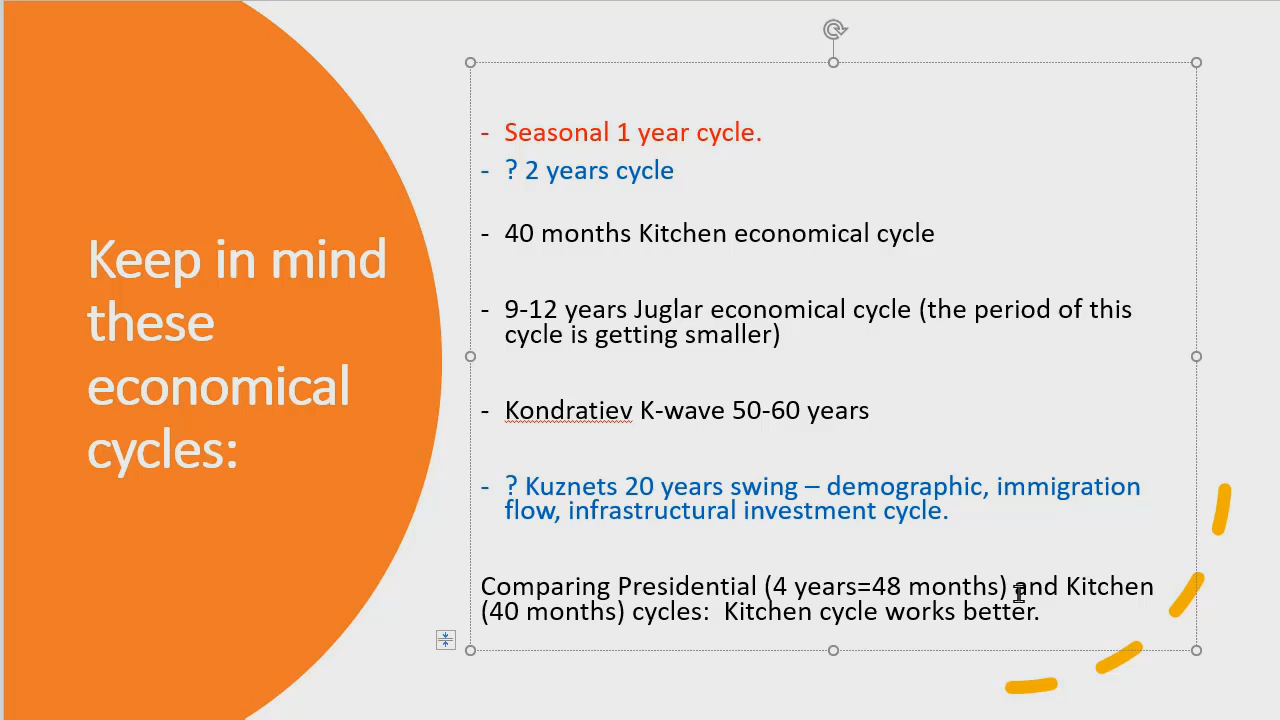 Keep in mind
these
economical
cycles:
- Seasonal 1 year cycle.
- ? 2 years cycle
- 40 months Kitchen economical cycle
- 9-12 years Juglar economical cycle (the period of this
cycle is getting smaller)
- Kondratiev K-wave 50-60 years
- ? Kuznets 20 years swing – demographic, immigration
flow, infrastructural investment cycle.
Comparing Presidential (4 years=48 months) and Kitchen
(40 months) cycles:  Kitchen cycle works better.